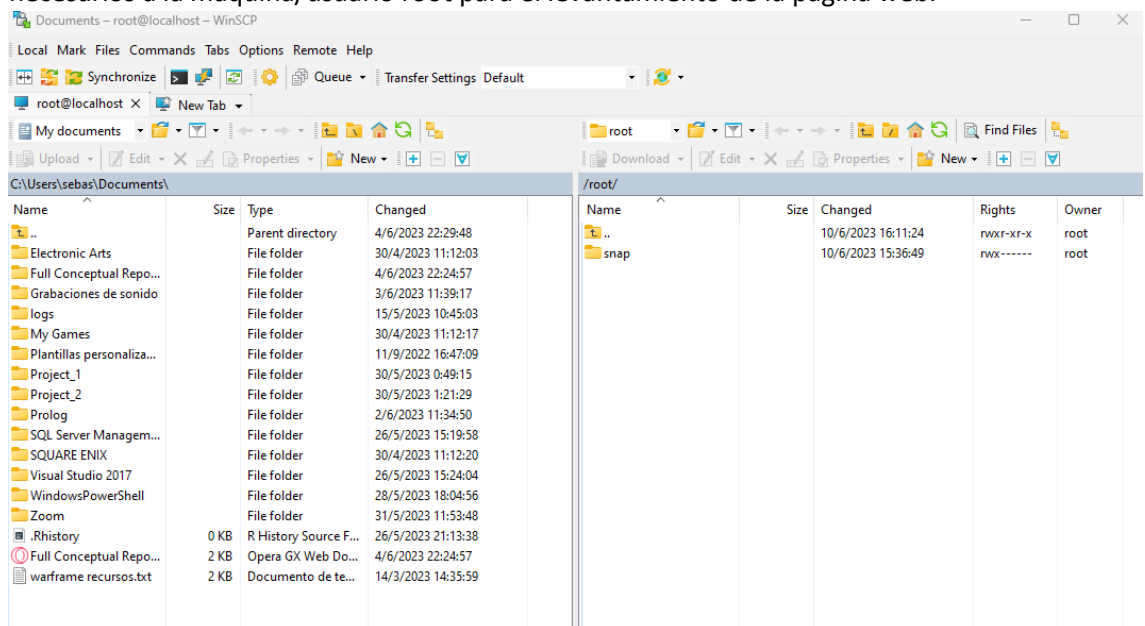 necesarios a la maquina, usuario root para el levantamiento de la pagina web.
Documents – root@localhost – WinSCP
Local Mark Files Commands Tabs Options Remote Help
Synchronize Queue Transfer Settings Default
root@localhost X New Tab
My documents
root Find Files
Upload Edit Properties New
Download Edit Properties New
C:\Users\sebas\Documents\
/root/
Name Size Type Changed
.. Parent directory 4/6/2023 22:29:48
Electronic Arts File folder 30/4/2023 11:12:03
Full Conceptual Repo... File folder 4/6/2023 22:24:57
Grabaciones de sonido File folder 3/6/2023 11:39:17
logs File folder 15/5/2023 10:45:03
My Games File folder 30/4/2023 11:12:17
Plantillas personaliza... File folder 11/9/2022 16:47:09
Project_1 File folder 30/5/2023 0:49:15
Project_2 File folder 30/5/2023 1:21:29
Prolog File folder 2/6/2023 11:34:50
SQL Server Managem... File folder 26/5/2023 15:19:58
SQUARE ENIX File folder 30/4/2023 11:12:20
Visual Studio 2017 File folder 26/5/2023 15:24:04
WindowsPowerShell File folder 28/5/2023 18:04:56
Zoom File folder 31/5/2023 11:53:48
.Rhistory 0 KB R History Source F... 26/5/2023 21:13:38
Full Conceptual Repo... 2 KB Opera GX Web Do... 4/6/2023 22:24:57
warframe recursos.txt 2 KB Documento de te... 14/3/2023 14:35:59
Name Size Changed Rights Owner
.. 10/6/2023 16:11:24 rwxr-xr-x root
snap 10/6/2023 15:36:49 rwx------ root